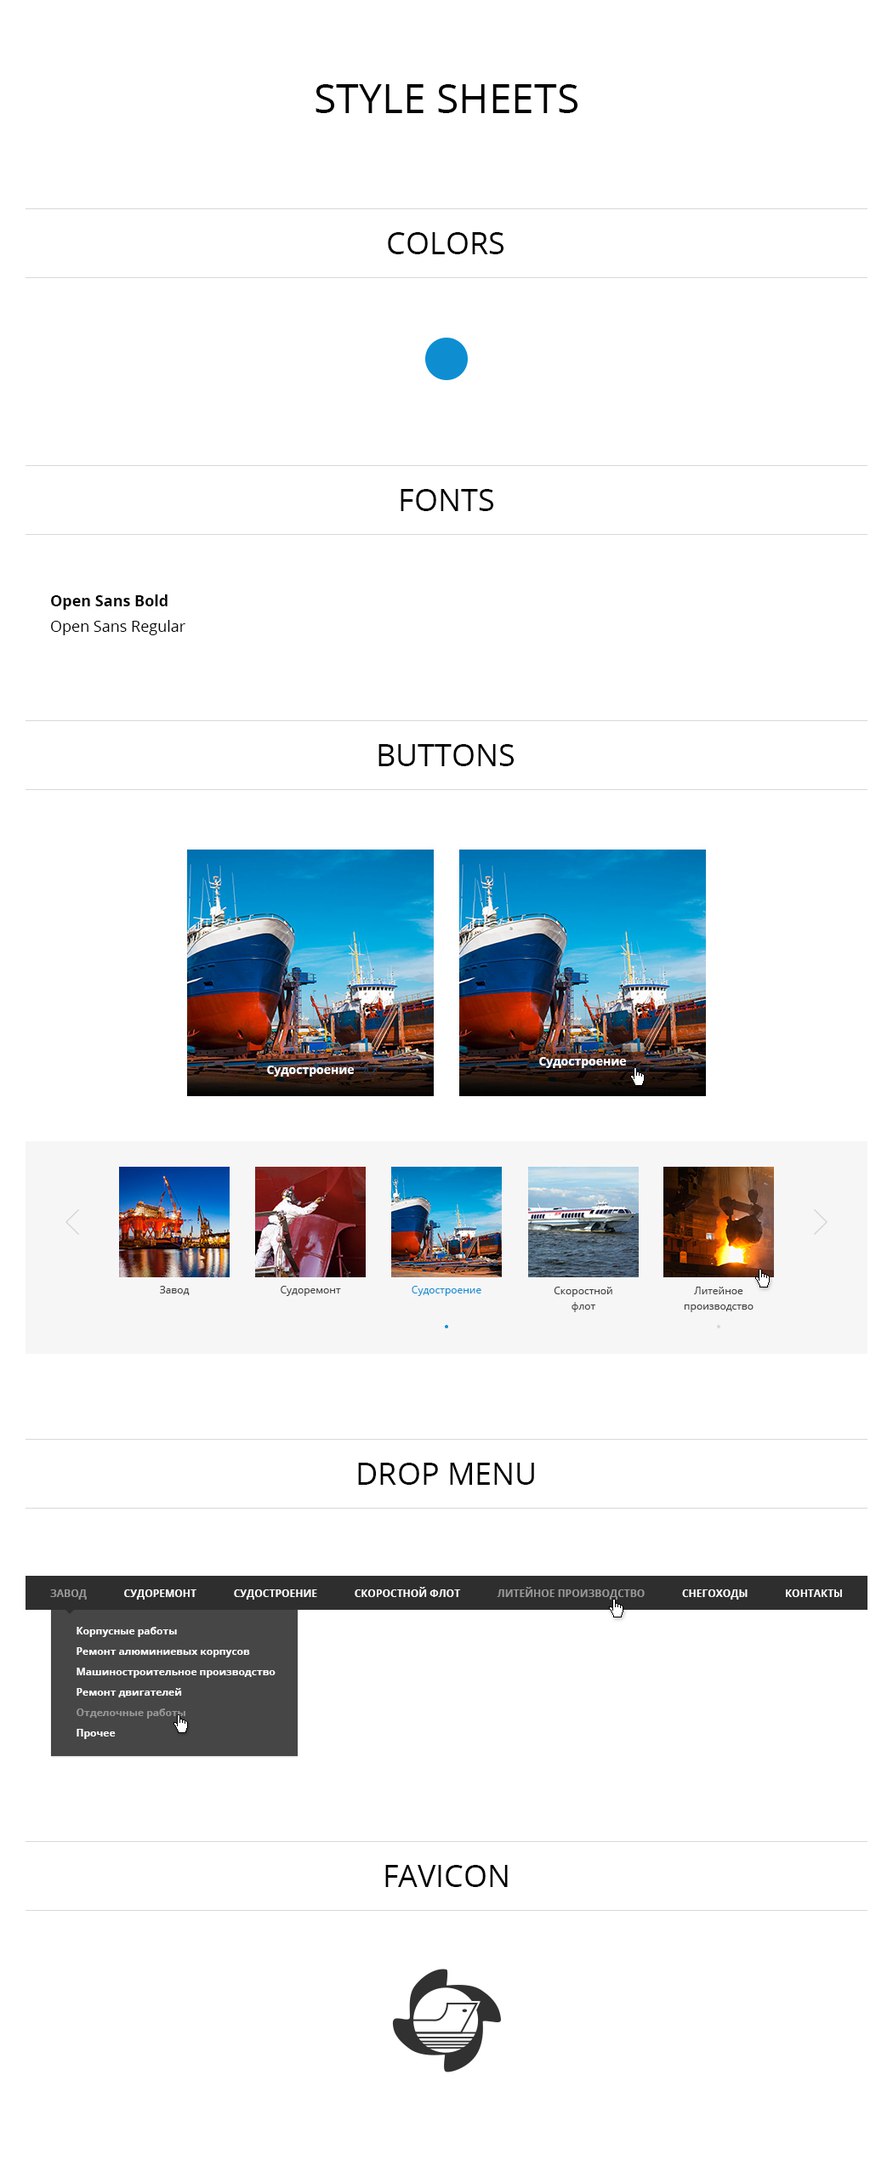 STYLE SHEETS
COLORS
FONTS
Open Sans Bold
Open Sans Regular
BUTTONS
Судостроение
Судостроение
Завод
Судоремонт
Судостроение
Скоростной
флот
Литейное
производство
DROP MENU
ЗАВОД СУДОРЕМОНТ СУДОСТРОЕНИЕ СКОРОСТНОЙ ФЛОТ ЛИТЕЙНОЕ ПРОИЗВОДСТВО СНЕГОХОДЫ КОНТАКТЫ
Корпусные работы
Ремонт алюминиевых корпусов
Машиностроительное производство
Ремонт двигателей
Отделочные работы
Прочее
FAVICON